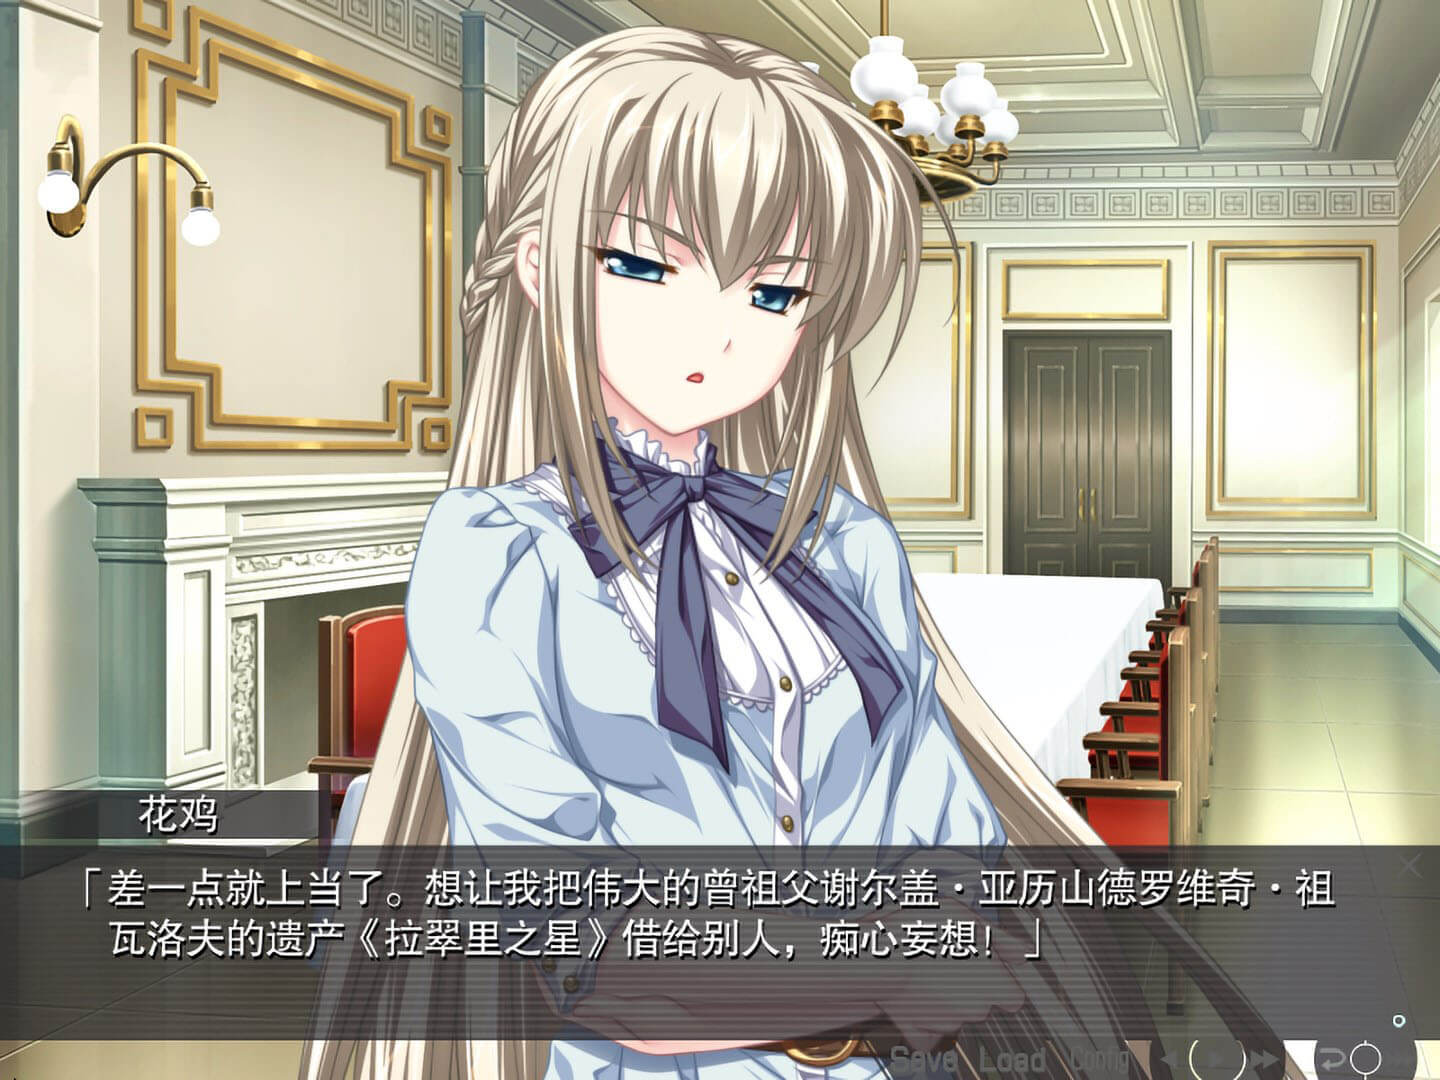 花鸡
「差一点就上当了。想让我把伟大的曾祖父谢尔盖·亚历山德罗维奇·祖
瓦洛夫的遗产《拉翠里之星》借给别人，痴心妄想！」
Save Load Config